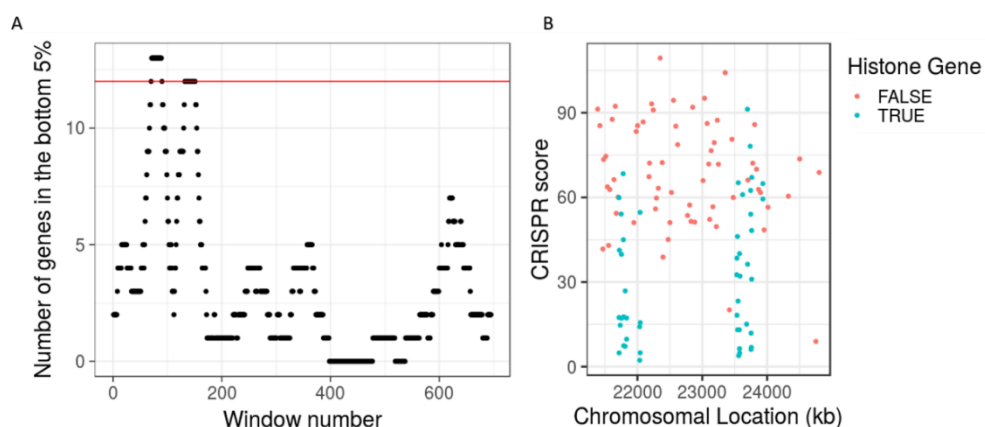 A
Number of genes in the bottom 5%
10
5
0
0
200
400
600
Window number
B
CRISPR score
90
60
30
0
22000
23000
24000
Chromosomal Location (kb)
Histone Gene
FALSE
TRUE